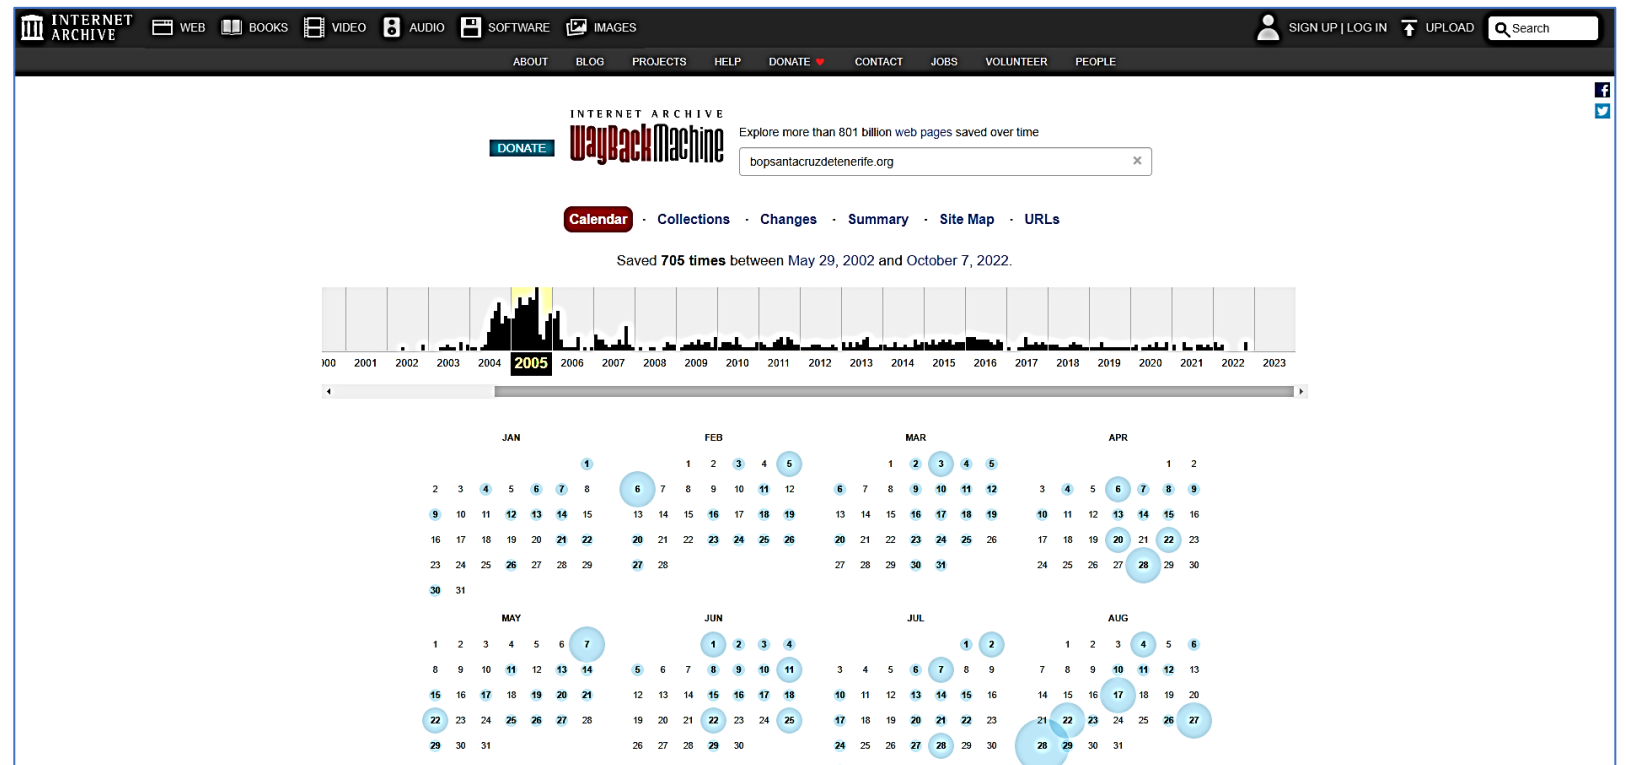 INTERNET ARCHIVE WEB BOOKS VIDEO AUDIO SOFTWARE IMAGES SIGN UP | LOG IN UPLOAD Search
ABOUT BLOG PROJECTS HELP DONATE CONTACT JOBS VOLUNTEER PEOPLE
DONATE
INTERNET ARCHIVE
WayBackMachine
Explore more than 801 billion web pages saved over time
bopsantacruzdetenerife.org ×
Calendar · Collections · Changes · Summary · Site Map · URLs
Saved 705 times between May 29, 2002 and October 7, 2022.
00 2001 2002 2003 2004 2005 2006 2007 2008 2009 2010 2011 2012 2013 2014 2015 2016 2017 2018 2019 2020 2021 2022 2023
JAN FEB MAR APR
1 1 2 3 4 5 1 2 3 4 5 1 2
2 3 4 5 6 7 8 6 7 8 9 10 11 12 6 7 8 9 10 11 12 3 4 5 6 7 8 9
9 10 11 12 13 14 15 13 14 15 16 17 18 19 13 14 15 16 17 18 19 10 11 12 13 14 15 16
16 17 18 19 20 21 22 20 21 22 23 24 25 26 20 21 22 23 24 25 26 17 18 19 20 21 22 23
23 24 25 26 27 28 29 27 28 27 28 29 30 31 24 25 26 27 28 29 30
30 31
MAY JUN JUL AUG
1 2 3 4 5 6 7 1 2 3 4 1 2 1 2 3 4 5 6
8 9 10 11 12 13 14 5 6 7 8 9 10 11 3 4 5 6 7 8 9 7 8 9 10 11 12 13
15 16 17 18 19 20 21 12 13 14 15 16 17 18 10 11 12 13 14 15 16 14 15 16 17 18 19 20
22 23 24 25 26 27 28 19 20 21 22 23 24 25 17 18 19 20 21 22 23 21 22 23 24 25 26 27
29 30 31 26 27 28 29 30 24 25 26 27 28 29 30 28 29 30 31